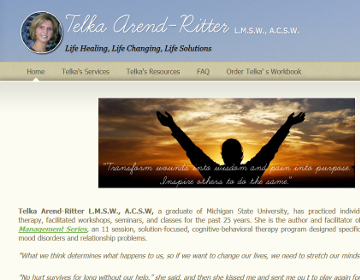 Telka Arend-Ritter L.M.S.W., A.C.S.W.
Life Healing, Life Changing, Life Solutions
Home Telka's Services Telka's Resources FAQ Order Telka' s Workbook
"Transform wounds into wisdom and pain into purpose.
Inspire others to do the same."
Telka Arend-Ritter L.M.S.W., A.C.S.W, a graduate of Michigan State University, has practiced individ
therapy, facilitated workshops, seminars, and classes for the past 25 years. She is the author and facilitator of
Management Series, an 11 session, solution-focused, cognitive-behavioral therapy program designed specific
mood disorders and relationship problems.
"What we think determines what happens to us, so if we want to change our lives, we need to stretch our mind
"No hurt survives for long without our help," she said, and then she kissed me and sent me ou t to play again fo